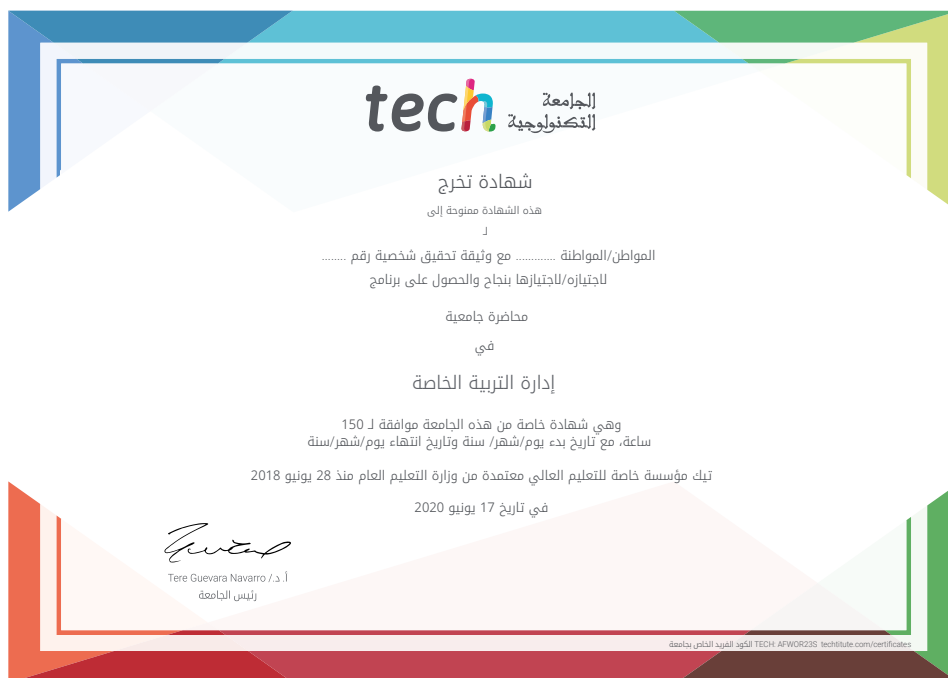 tech الجامعة
التكنولوجية
شهادة تخرج
هذه الشهادة ممنوحة إلى
لـ
المواطن/المواطنة ............. مع وثيقة تحقيق شخصية رقم ........
لاجتيازه/لاجتيازها بنجاح والحصول على برنامج
محاضرة جامعية
في
إدارة التربية الخاصة
وهي شهادة خاصة من هذه الجامعة موافقة لـ 150
ساعة، مع تاريخ بدء يوم/شهر/ سنة وتاريخ انتهاء يوم/شهر/سنة
تيك مؤسسة خاصة للتعليم العالي معتمدة من وزارة التعليم العام منذ 28 يونيو 2018
في تاريخ 17 يونيو 2020
أ. د./ Tere Guevara Navarro
رئيس الجامعة
الكود الفريد الخاص بجامعة TECH: AFWOR23S techtitute.com/certificates